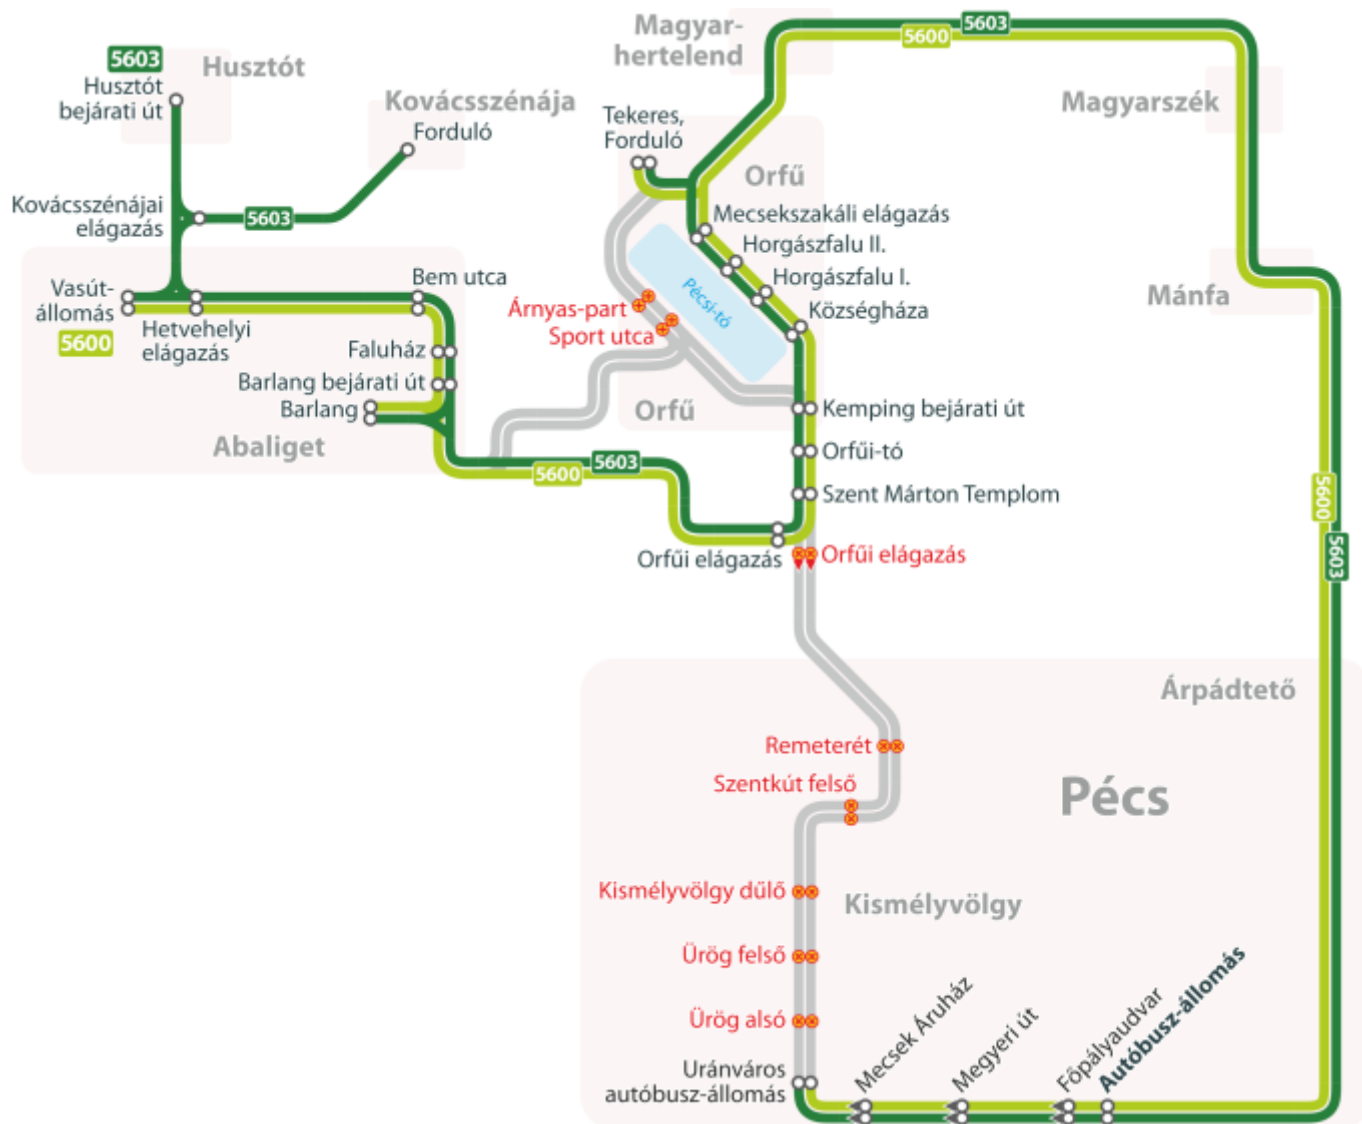 5603
Husztót
bejárati út
Husztót
Kovácsszénája
Forduló
Kovácsszénájai
elágazás
5603
Vasút-
állomás
5600
Hetvehelyi
elágazás
Bem utca
Faluház
Barlang bejárati út
Barlang
Abaliget
5600
5603
Magyar-
hertelend
5600
5603
Magyarszék
Tekeres,
Forduló
Orfű
Mecsekszakáli elágazás
Horgászfalu II.
Horgászfalu I.
Községháza
Pécsi-tó
Árnyas-part
Sport utca
Mánfa
Orfű
Kemping bejárati út
Orfűi-tó
Szent Márton Templom
Orfűi elágazás
Orfűi elágazás
5600
5603
Árpádtető
Remeterét
Szentkút felső
Pécs
Kismélyvölgy dűlő
Kismélyvölgy
Ürög felső
Ürög alsó
Uránváros
autóbusz-állomás
Mecsek Áruház
Megyeri út
Főpályaudvar
Autóbusz-állomás